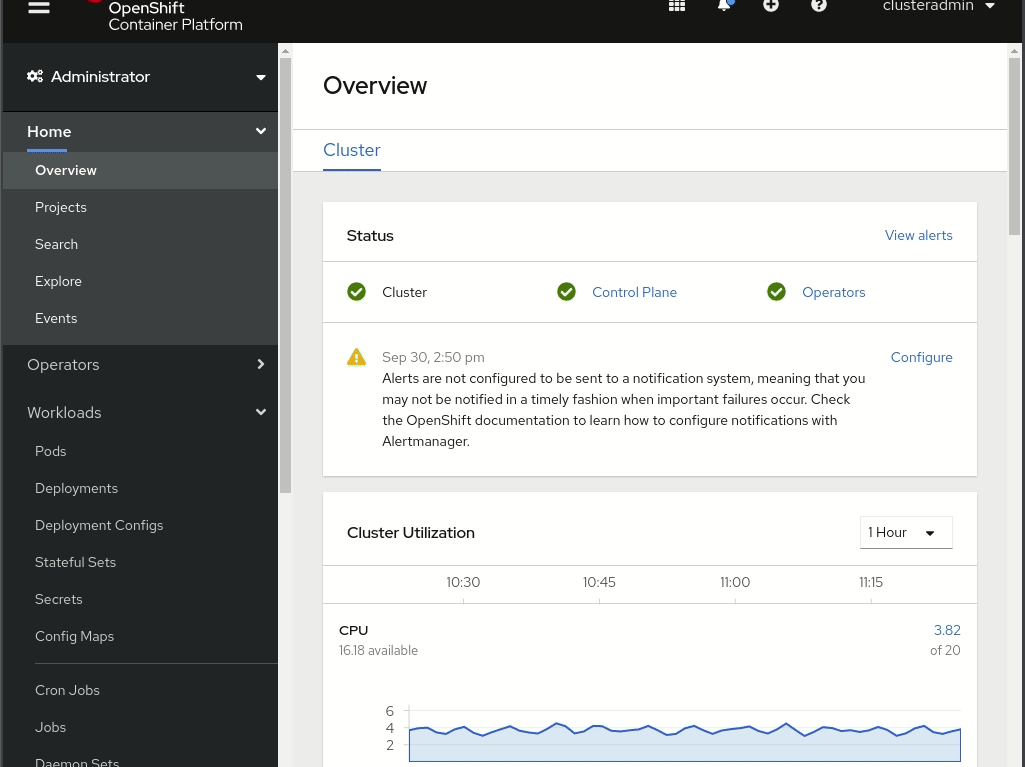 OpenShift
Container Platform
clusteradmin
Administrator
Home
Overview
Projects
Search
Explore
Events
Operators
Workloads
Pods
Deployments
Deployment Configs
Stateful Sets
Secrets
Config Maps
Cron Jobs
Jobs
Daemon Sets
Overview
Cluster
Status
View alerts
Cluster
Control Plane
Operators
Sep 30, 2:50 pm
Configure
Alerts are not configured to be sent to a notification system, meaning that you
may not be notified in a timely fashion when important failures occur. Check
the OpenShift documentation to learn how to configure notifications with
Alertmanager.
Cluster Utilization
1 Hour
10:30
10:45
11:00
11:15
CPU
3.82
16.18 available
of 20
6
4
2